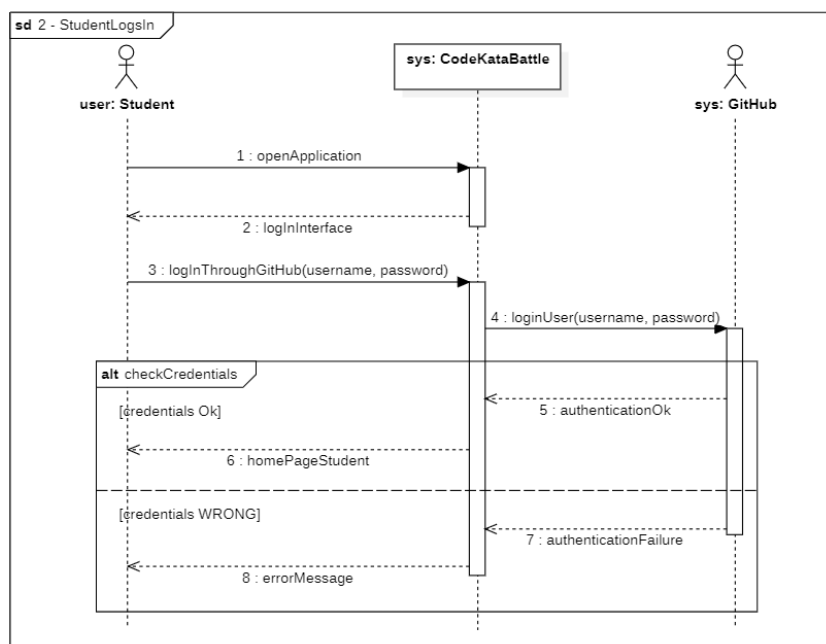 sd 2 - StudentLogsIn
user: Student
sys: CodeKataBattle
sys: GitHub
1 : openApplication
2 : logInInterface
3 : logInThroughGitHub(username, password)
4 : loginUser(username, password)
alt checkCredentials
[credentials Ok]
5 : authenticationOk
6 : homePageStudent
[credentials WRONG]
7 : authenticationFailure
8 : errorMessage